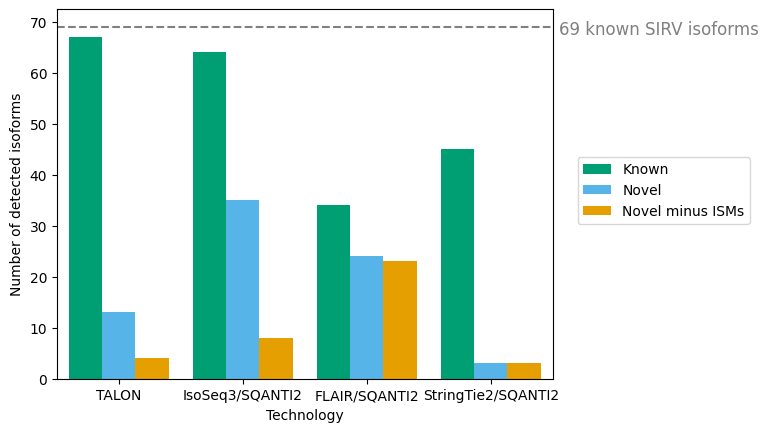 69 known SIRV isoforms
Number of detected isoforms
70
60
50
40
30
20
10
0
TALON
IsoSeq3/SQANTI2
FLAIR/SQANTI2
StringTie2/SQANTI2
Technology
Known
Novel
Novel minus ISMs